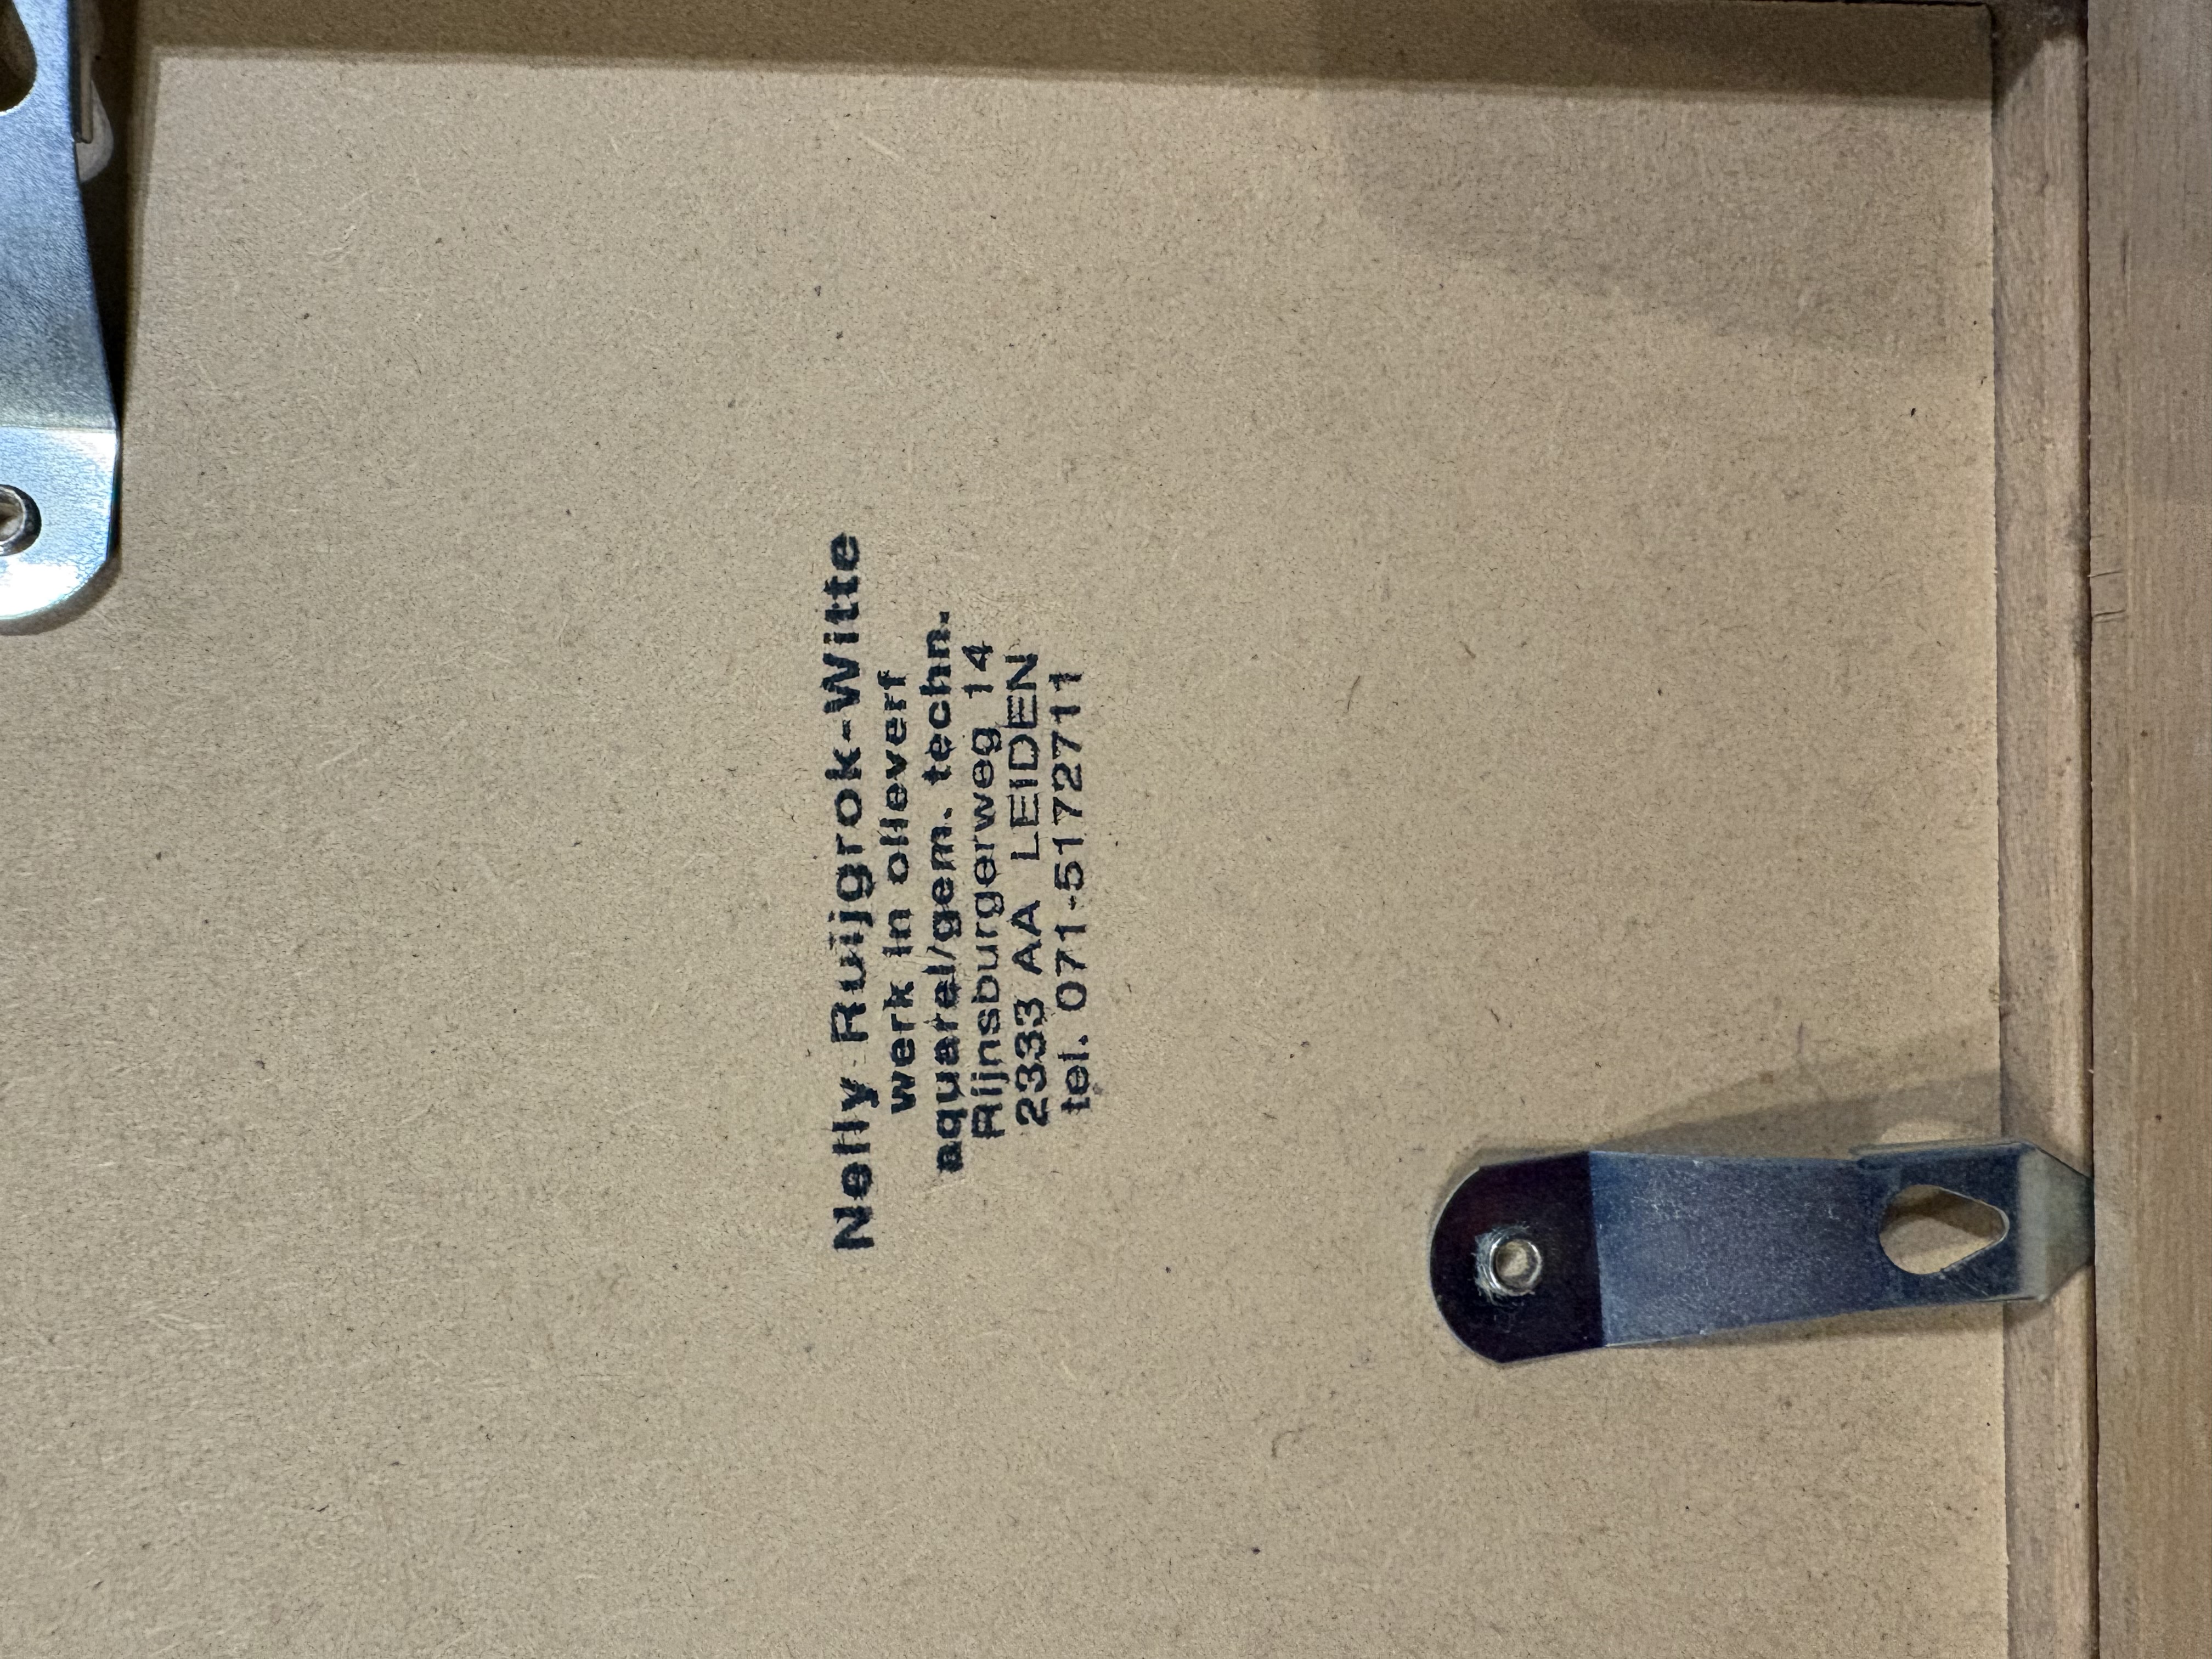 Nelly Ruijgrok-Witte
werk in olieverf
aquarel/gem. techn.
Rijnsburgerweg 14
2333 AA LEIDEN
tel. 071-5172711